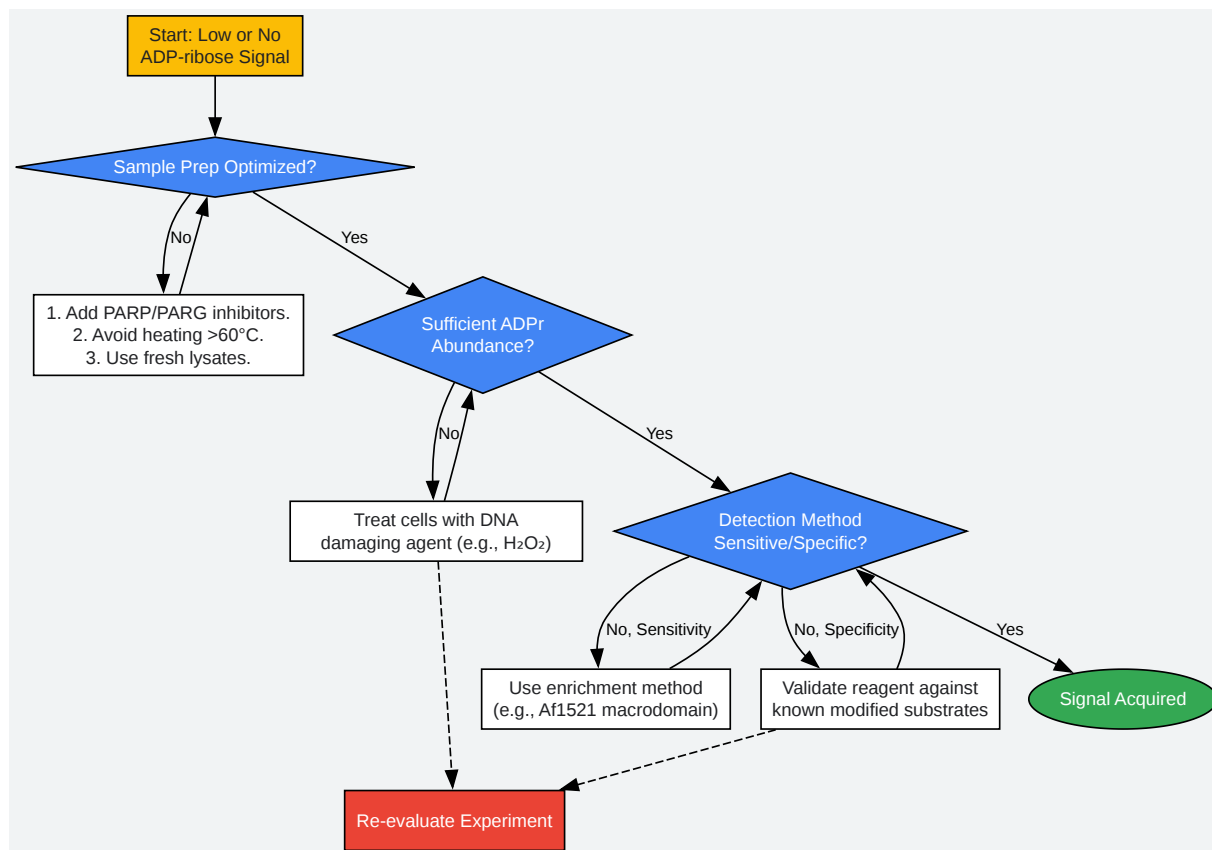 Start: Low or No
ADP-ribose Signal
Sample Prep Optimized?
No
Yes
1. Add PARP/PARG inhibitors.
2. Avoid heating >60°C.
3. Use fresh lysates.
Sufficient ADPr
Abundance?
No
Yes
Treat cells with DNA
damaging agent (e.g., H₂O₂)
Detection Method
Sensitive/Specific?
No, Sensitivity
No, Specificity
Yes
Use enrichment method
(e.g., Af1521 macrodomain)
Validate reagent against
known modified substrates
Signal Acquired
Re-evaluate Experiment